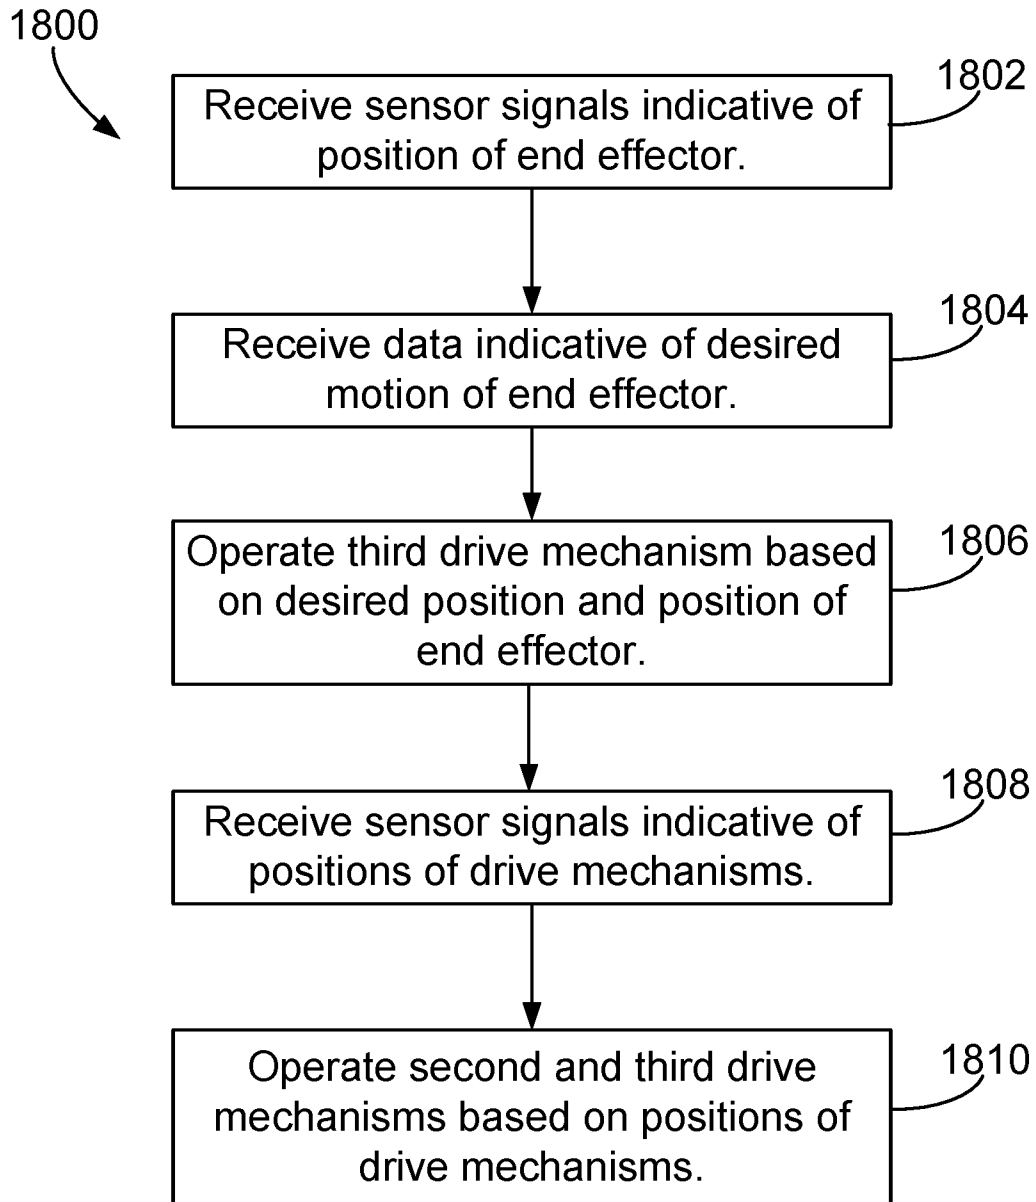 1800
1802
Receive sensor signals indicative of
position of end effector.
1804
Receive data indicative of desired
motion of end effector.
1806
Operate third drive mechanism based
on desired position and position of
end effector.
1808
Receive sensor signals indicative of
positions of drive mechanisms.
1810
Operate second and third drive
mechanisms based on positions of
drive mechanisms.